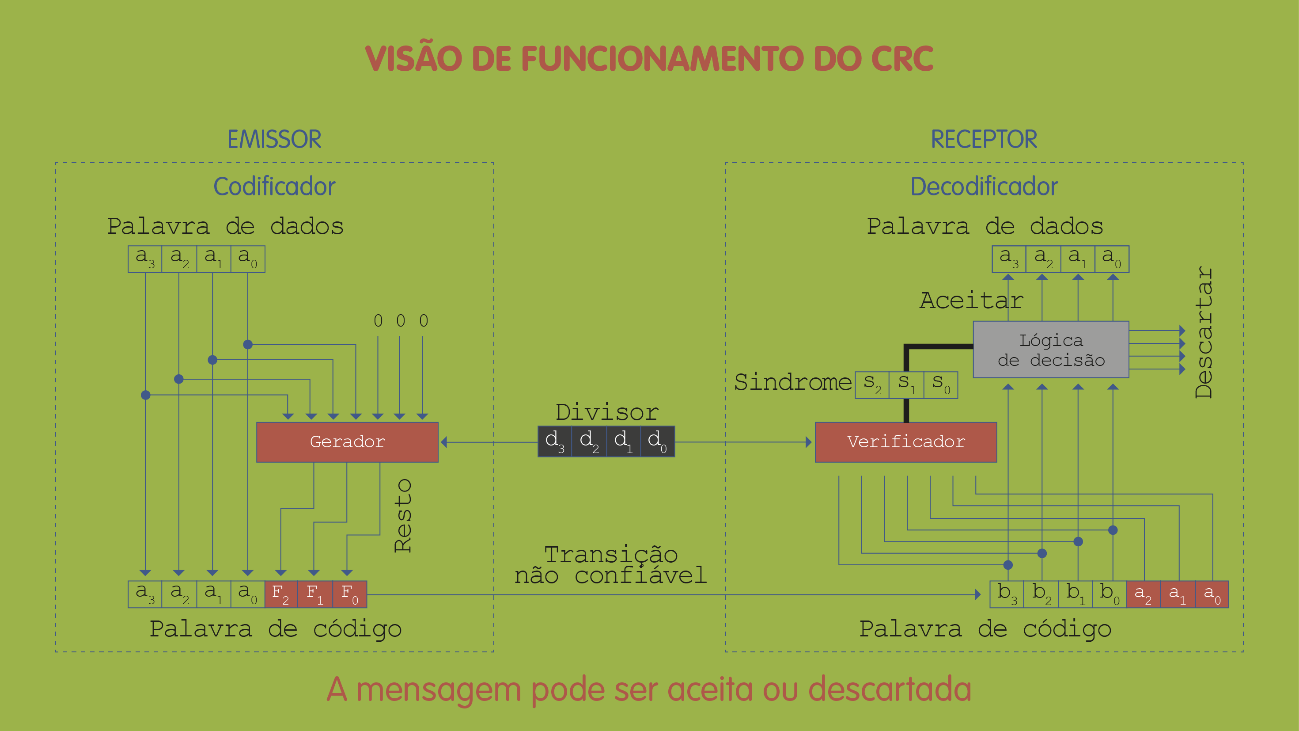 VISÃO DE FUNCIONAMENTO DO CRC
EMISSOR
Codificador
Palavra de dados
a3 a2 a1 a0
0 0 0
Gerador
Resto
a3 a2 a1 a0 F2 F1 F0
Palavra de código
Divisor
d3 d2 d1 d0
Transição
não confiável
RECEPTOR
Decodificador
Palavra de dados
a3 a2 a1 a0
Aceitar
Descartar
Lógica
de decisão
Sindrome
s2 s1 s0
Verificador
b3 b2 b1 b0 a2 a1 a0
Palavra de código
A mensagem pode ser aceita ou descartada